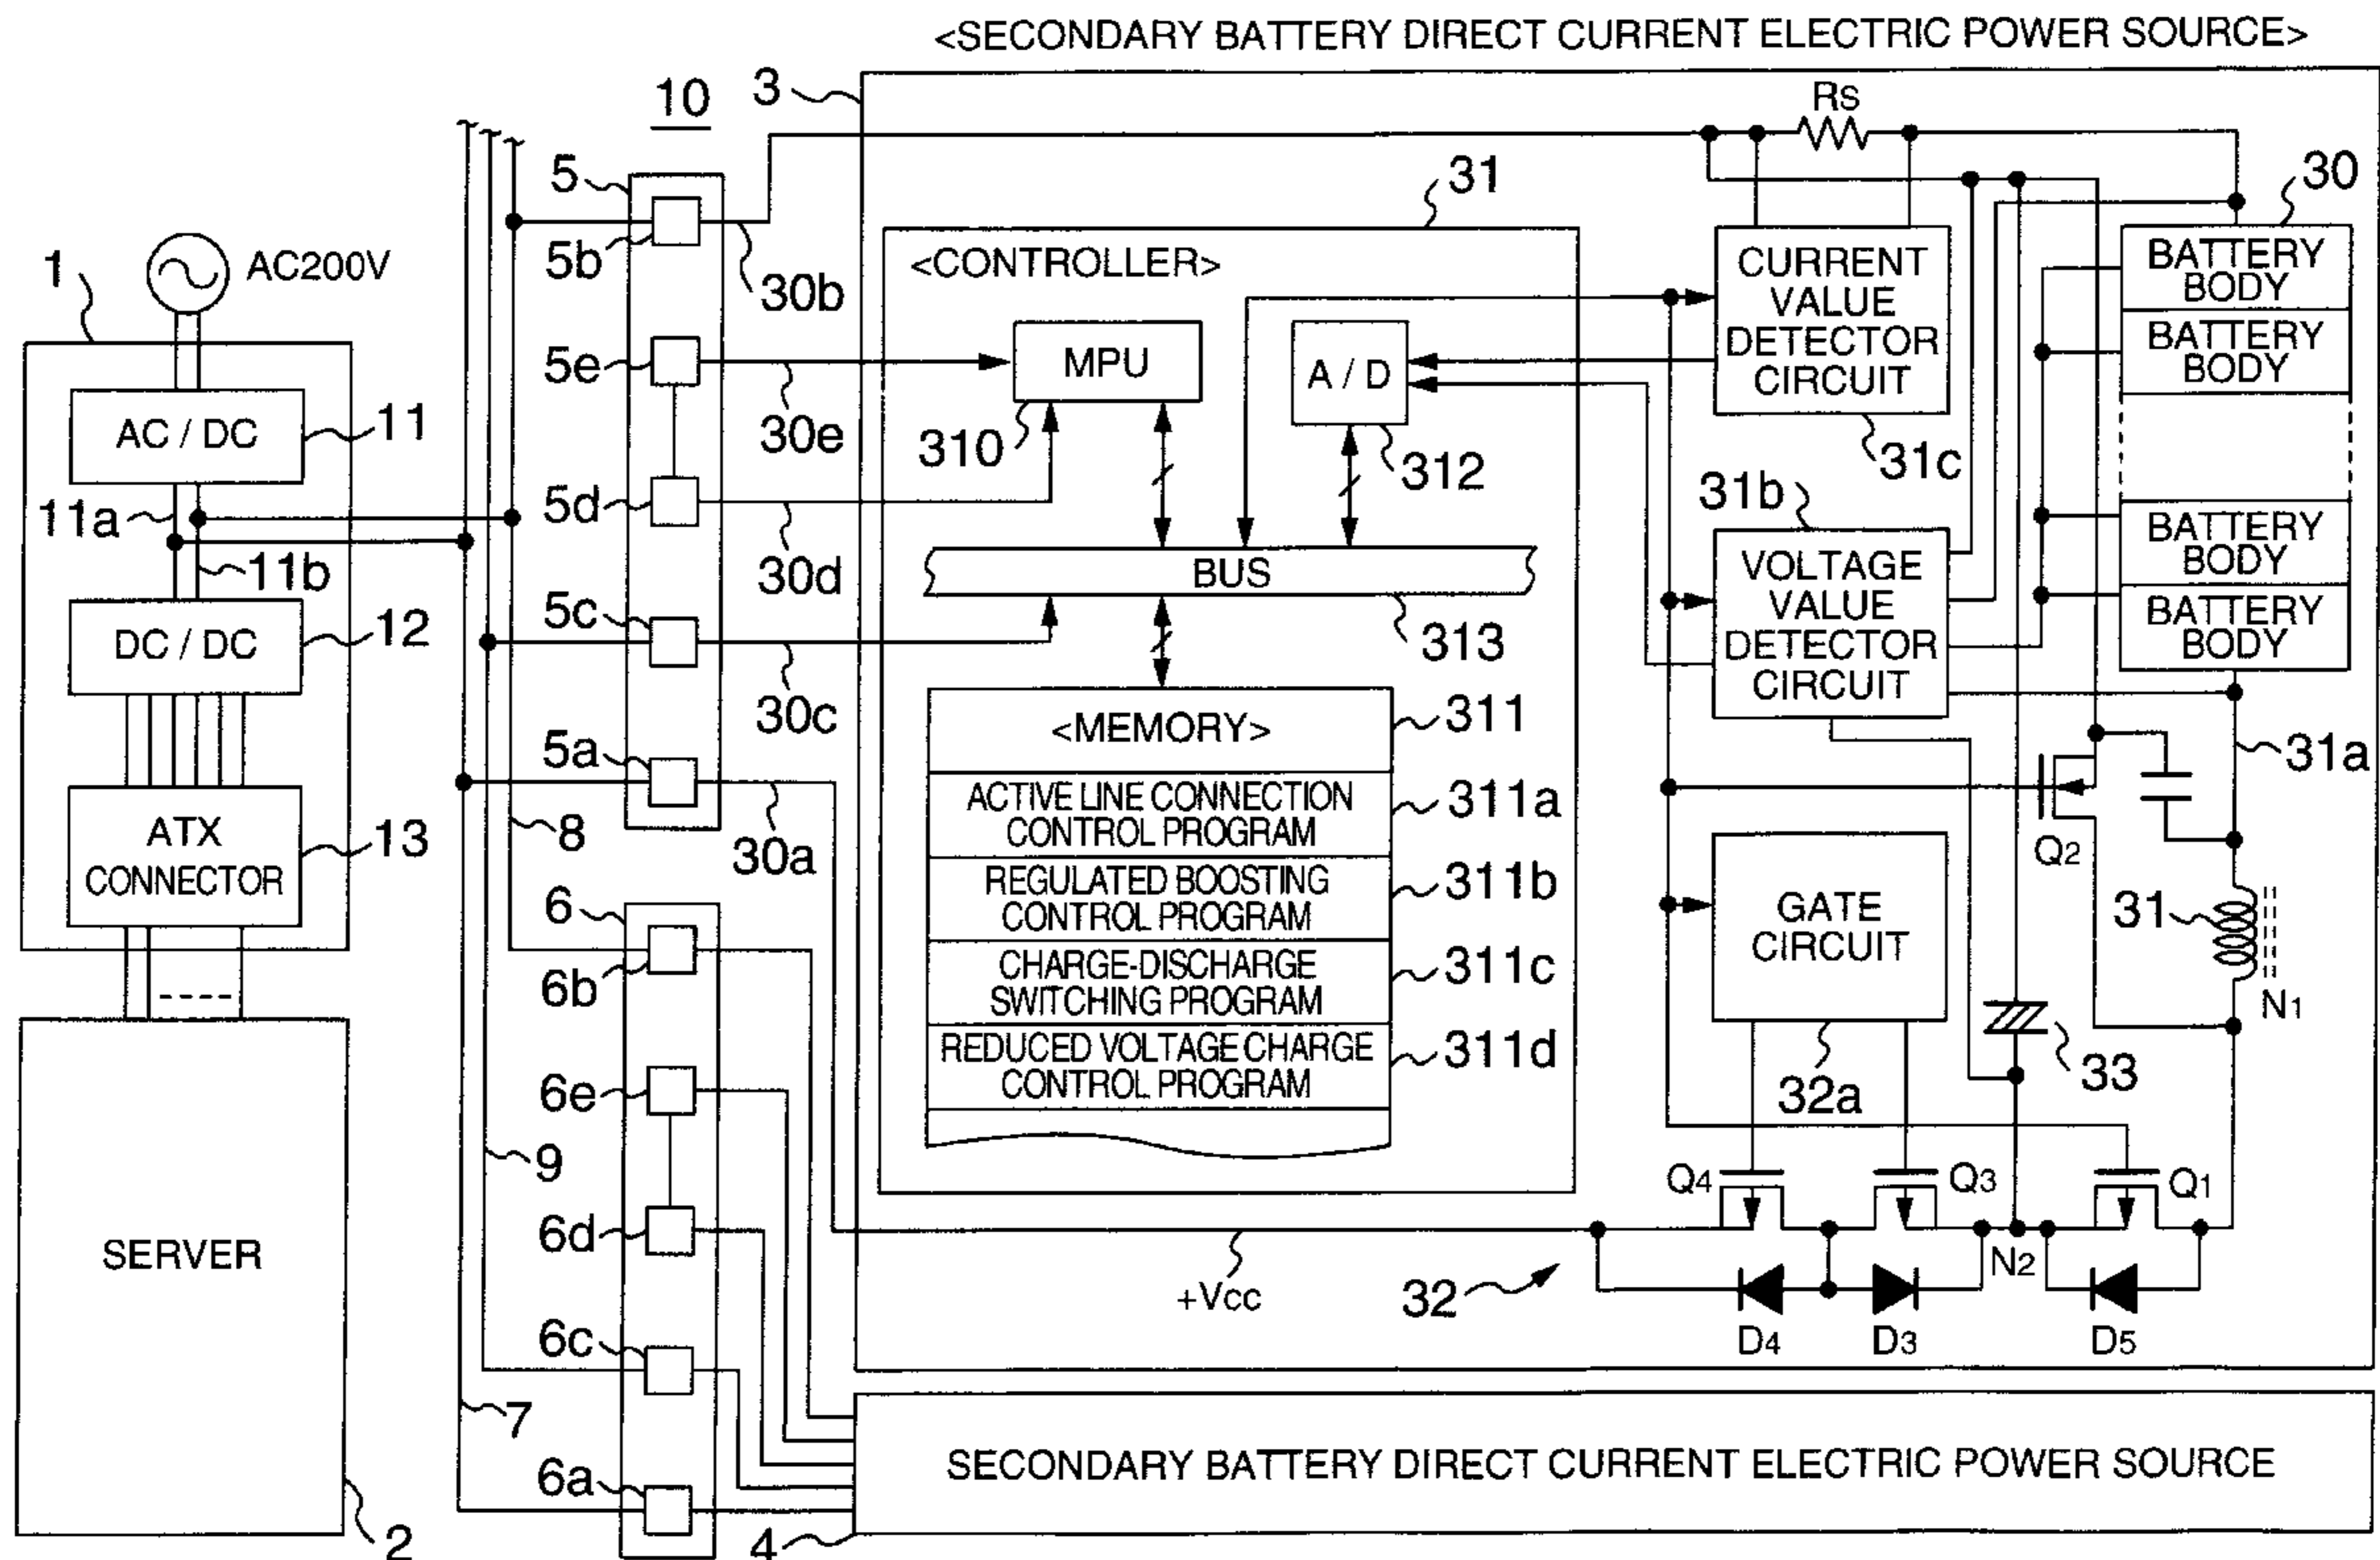 <SECONDARY BATTERY DIRECT CURRENT ELECTRIC POWER SOURCE>
10
3
Rs
5
5b
30b
31
30
1
AC200V
<CONTROLLER>
CURRENT
VALUE
DETECTOR
CIRCUIT
31c
BATTERY
BODY
BATTERY
BODY
BATTERY
BODY
BATTERY
BODY
5e
30e
MPU
310
A / D
312
AC / DC
11
11a
11b
5d
30d
BUS
313
31b
VOLTAGE
VALUE
DETECTOR
CIRCUIT
DC / DC
12
5c
30c
<MEMORY>
311
31a
5a
30a
ACTIVE LINE CONNECTION
CONTROL PROGRAM
311a
REGULATED BOOSTING
CONTROL PROGRAM
311b
CHARGE-DISCHARGE
SWITCHING PROGRAM
311c
REDUCED VOLTAGE CHARGE
CONTROL PROGRAM
311d
ATX
CONNECTOR
13
8
Q2
GATE
CIRCUIT
32a
31
N1
33
6
6b
6e
9
6d
6c
7
6a
SERVER
2
Q4
Q3
Q1
N2
+Vcc
32
D4
D3
D5
4
SECONDARY BATTERY DIRECT CURRENT ELECTRIC POWER SOURCE